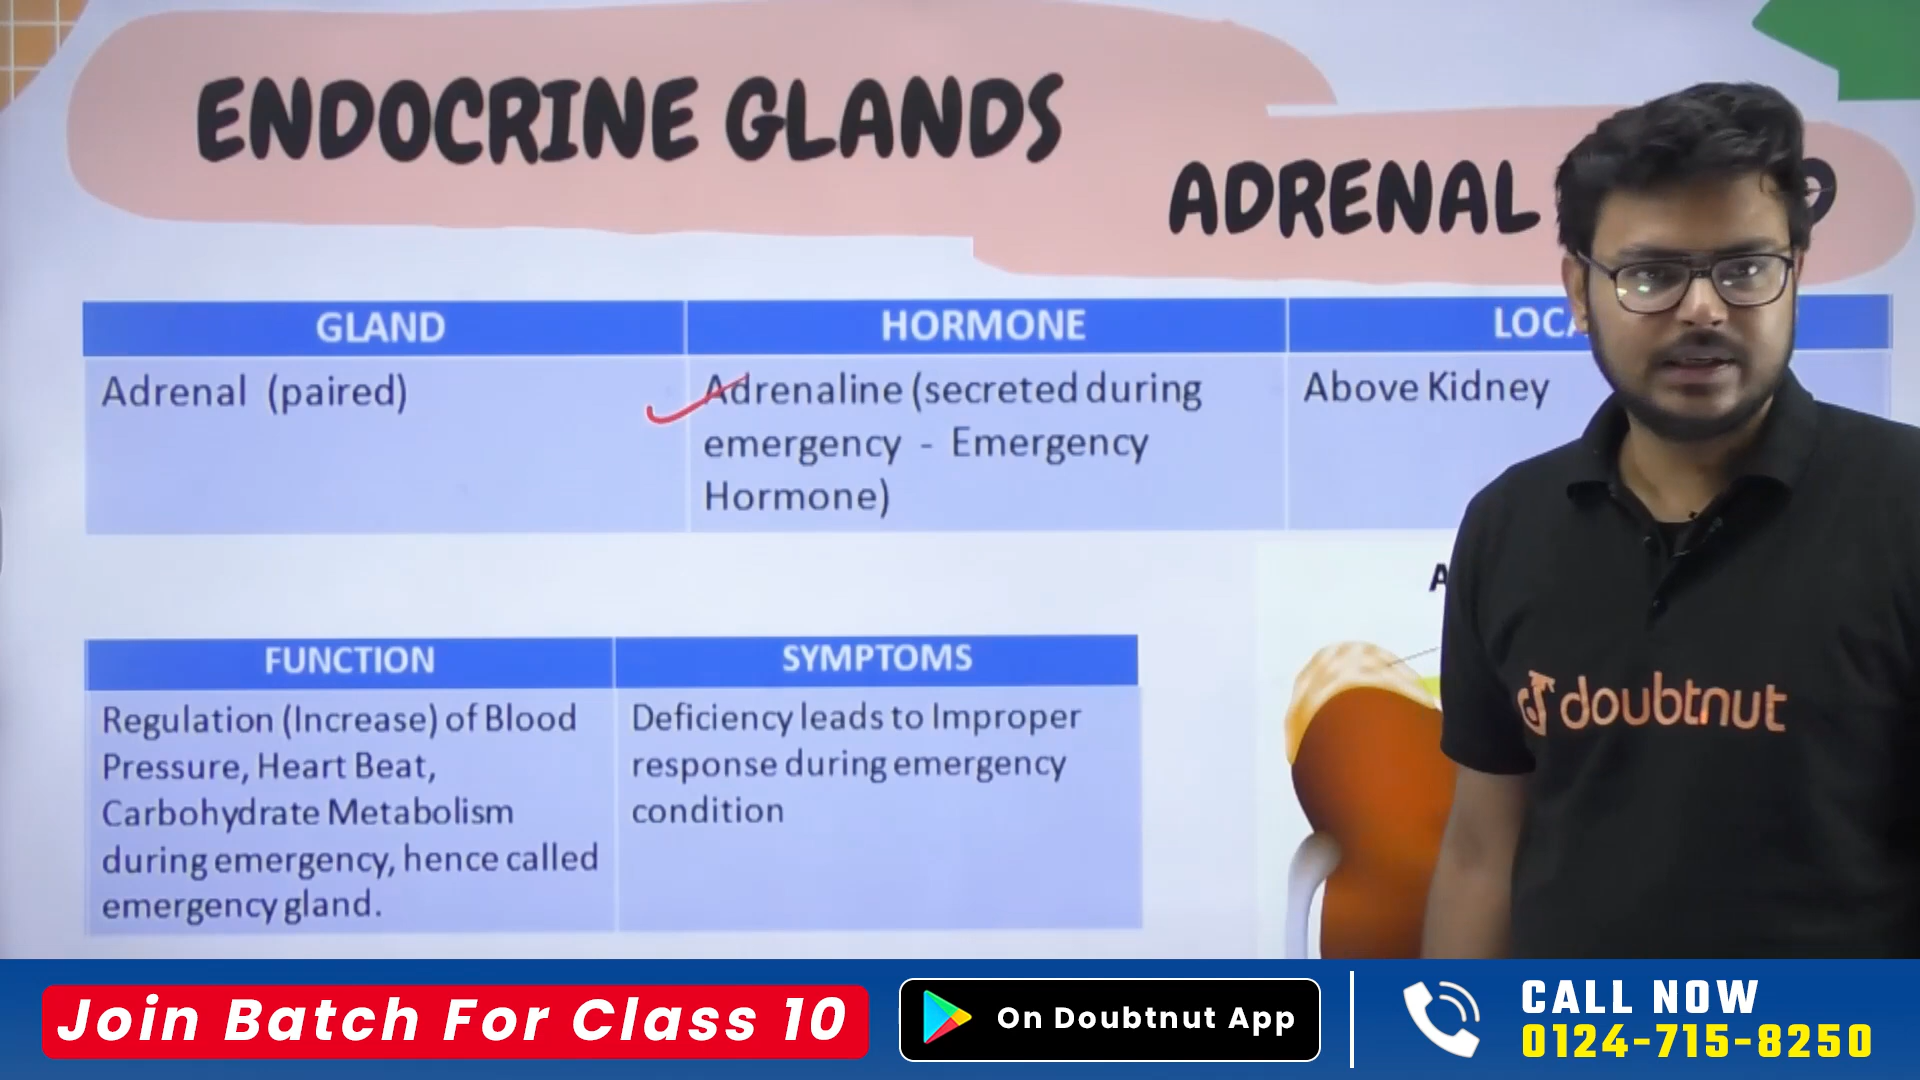 ENDOCRINE GLANDS
ADRENAL
GLAND
HORMONE
Adrenal (paired)
Adrenaline (secreted during
emergency - Emergency
Hormone)
Above Kidney
FUNCTION
SYMPTOMS
Regulation (Increase) of Blood
Pressure, Heart Beat,
Carbohydrate Metabolism
during emergency, hence called
emergency gland.
Deficiency leads to Improper
response during emergency
condition
doubtnut
Join Batch For Class 10
On Doubtnut App
CALL NOW
0124-715-8250